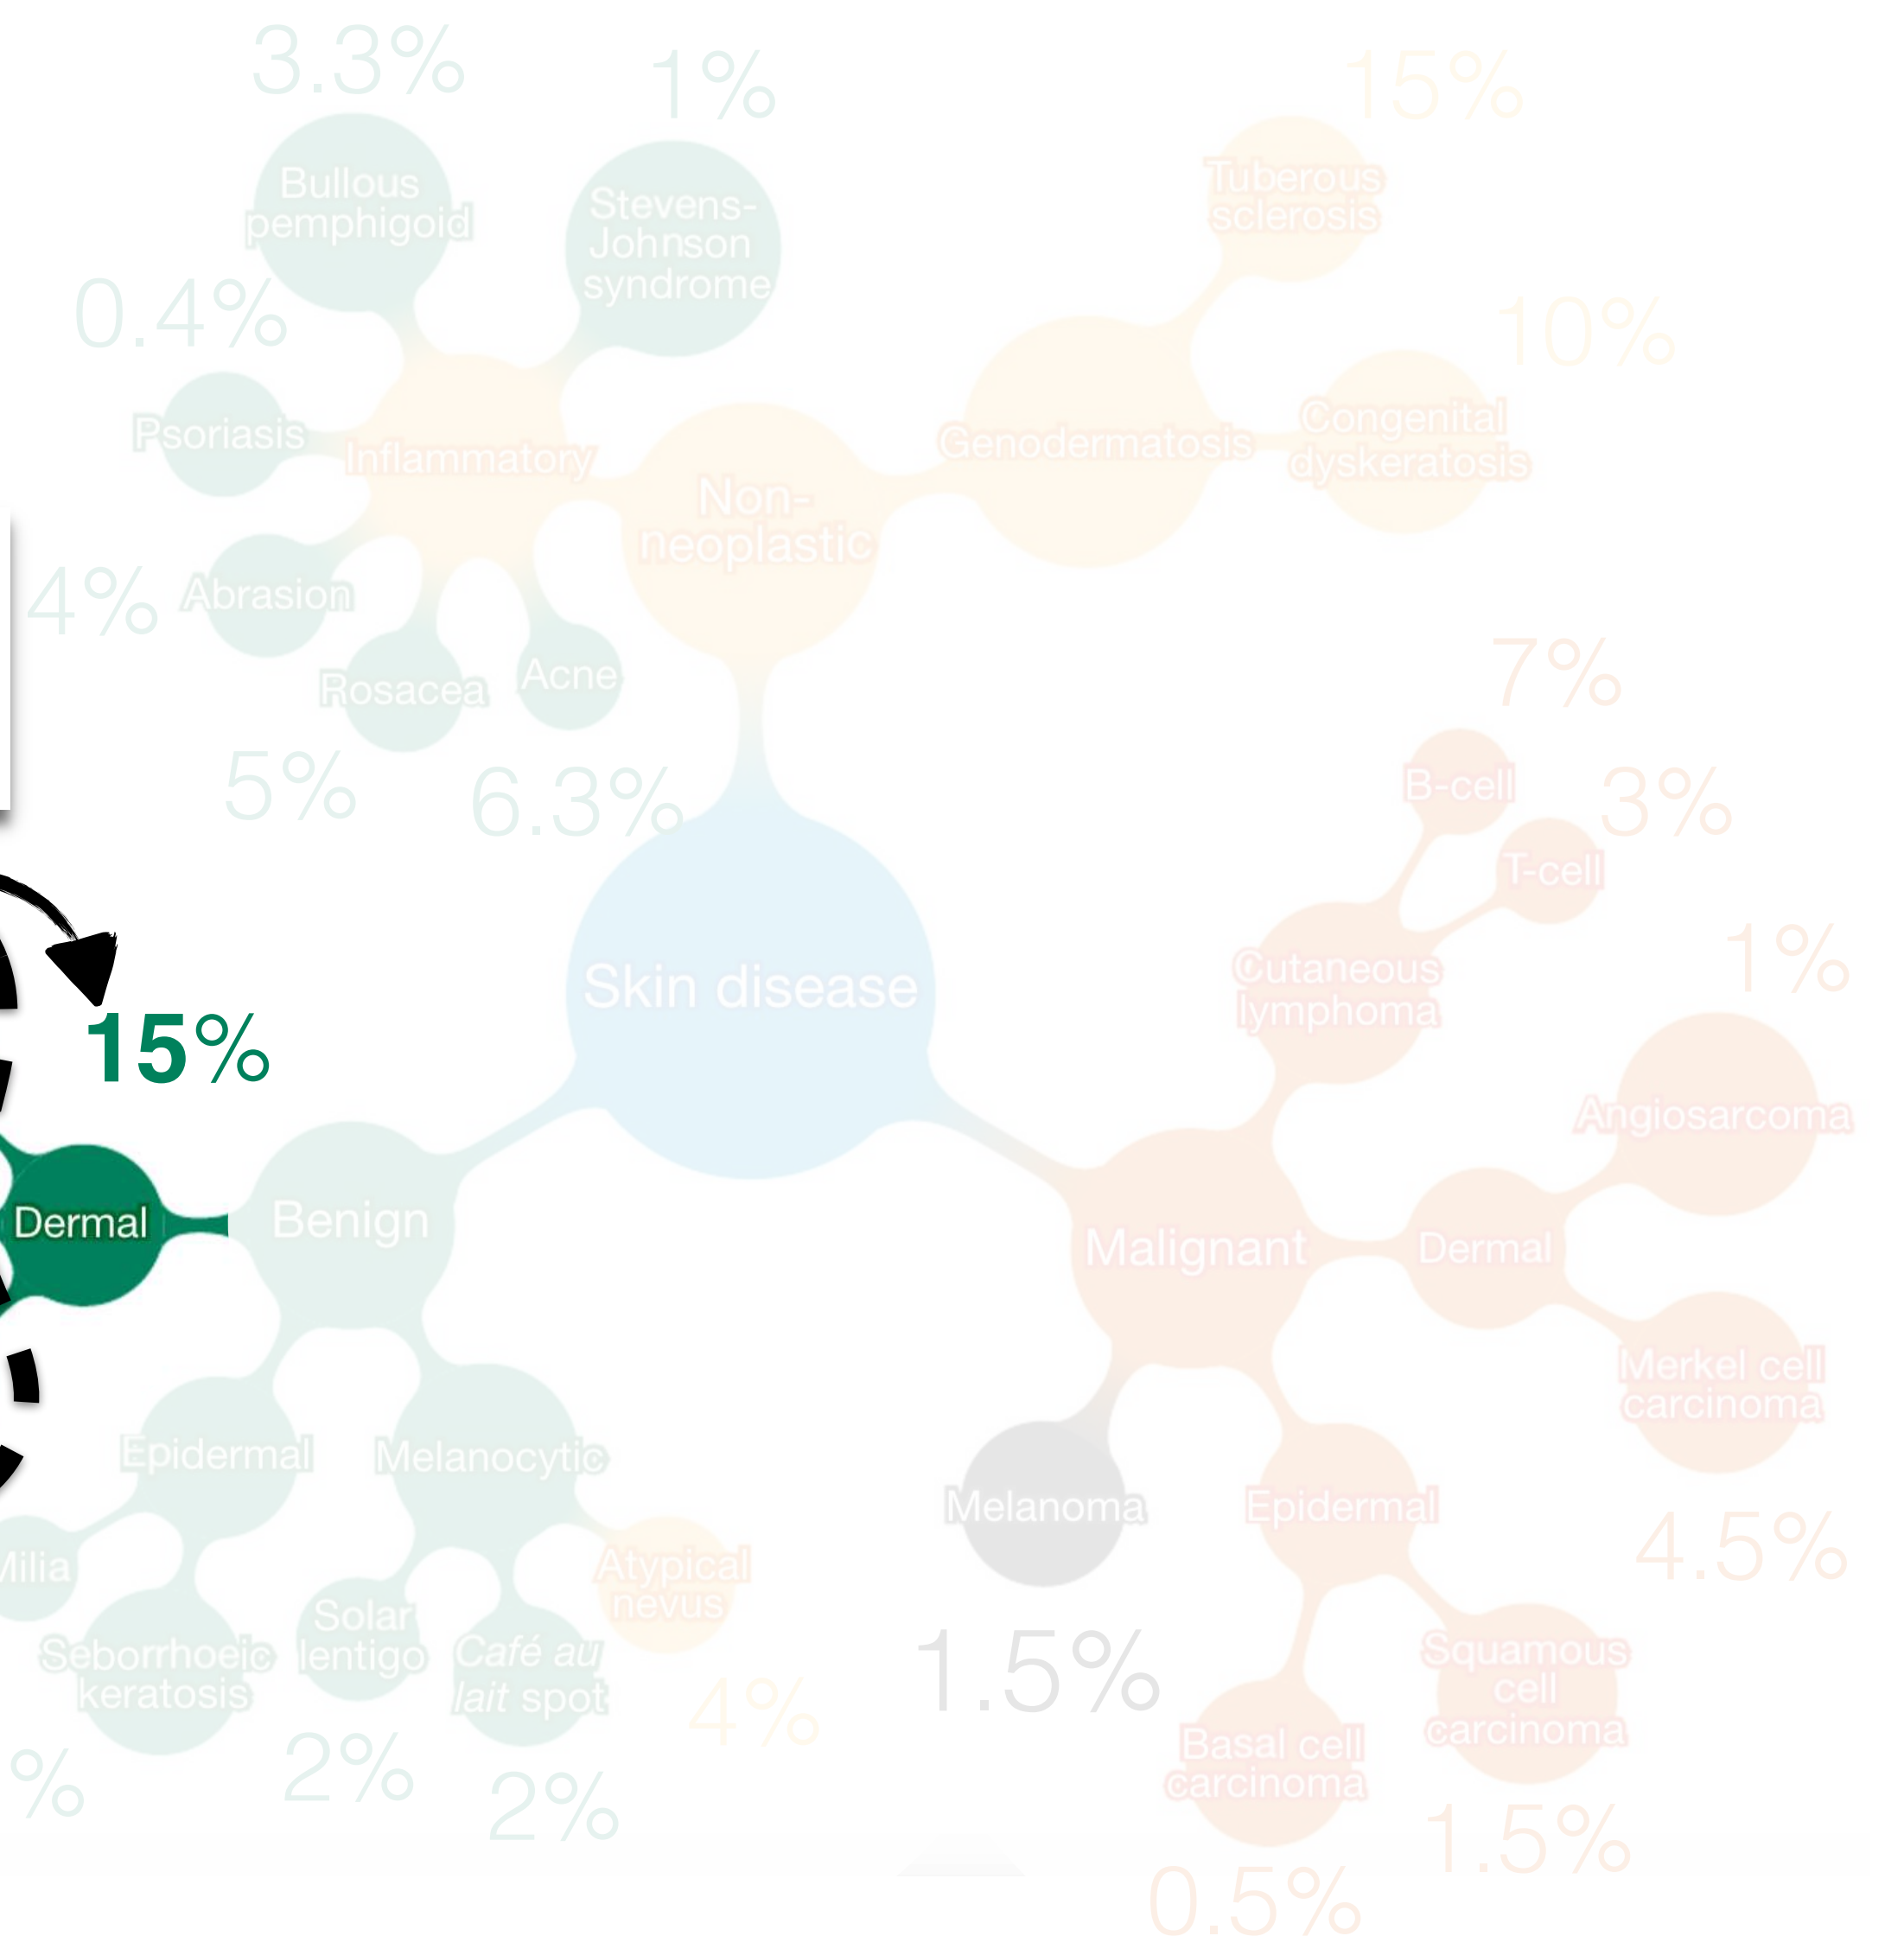 3.3%
1%
15%
Bullous
pemphigoid
Stevens-
Johnson
syndrome
Tuberous
sclerosis
0.4%
10%
Psoriasis
Inflammatory
Non-
neoplastic
Genodermatosis
Congenital
dyskeratosis
4%
Abrasion
Rosacea
Acne
5%
6.3%
7%
B-cell
3%
T-cell
Skin disease
Cutaneous
lymphoma
1%
15%
Angiosarcoma
Dermal
Benign
Malignant
Dermal
Merkel cell
carcinoma
Epidermal
Melanocytic
Melanoma
Epidermal
4.5%
Milia
Atypical
nevus
Seborrhoeic
keratosis
Solar
lentigo
Café au
lait spot
Squamous
cell
carcinoma
1.5%
4%
Basal cell
carcinoma
%
2%
2%
1.5%
0.5%